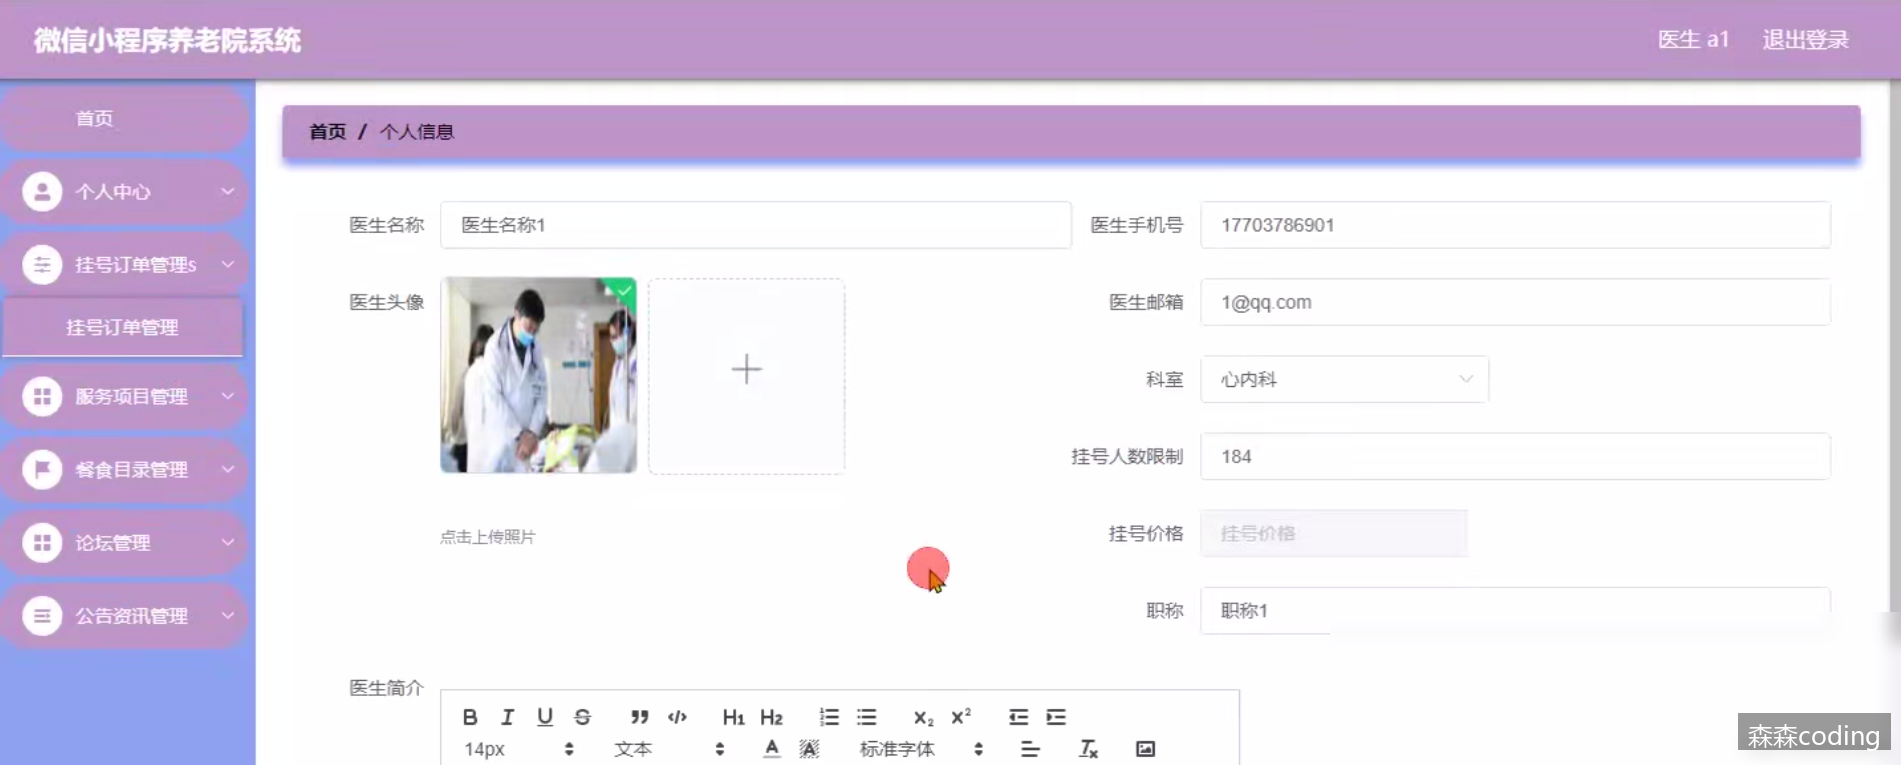 微信小程序养老院系统
医生 a1 退出登录
首页
首页 / 个人信息
个人中心
挂号订单管理s
挂号订单管理
服务项目管理
餐食目录管理
论坛管理
公告资讯管理
医生名称 医生名称1
医生手机号 17703786901
医生头像
医生邮箱 1@qq.com
科室 心内科
挂号人数限制 184
挂号价格 挂号价格
点击上传照片
职称 职称1
医生简介
B I U S H1 H2 X₂ X²
14px 文本 A A 标准字体
森森coding